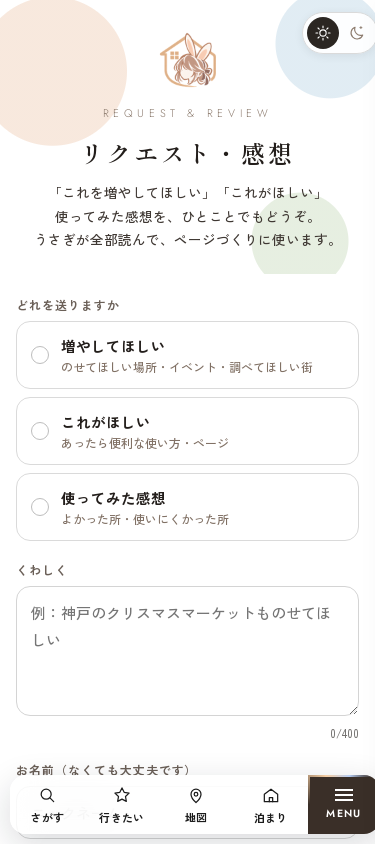 REQUEST & REVIEW
リクエスト・感想
「これを増やしてほしい」「これがほしい」
使ってみた感想を、ひとことでもどうぞ。
うさぎが全部読んで、ページづくりに使います。
どれを送りますか
増やしてほしい
のせてほしい場所・イベント・調べてほしい街
これがほしい
あったら便利な使い方・ページ
使ってみた感想
よかった所・使いにくかった所
くわしく
例：神戸のクリスマスマーケットものせてほ
しい
0/400
お名前（なくても大丈夫です）
さがす
行きたい
地図
泊まり
MENU